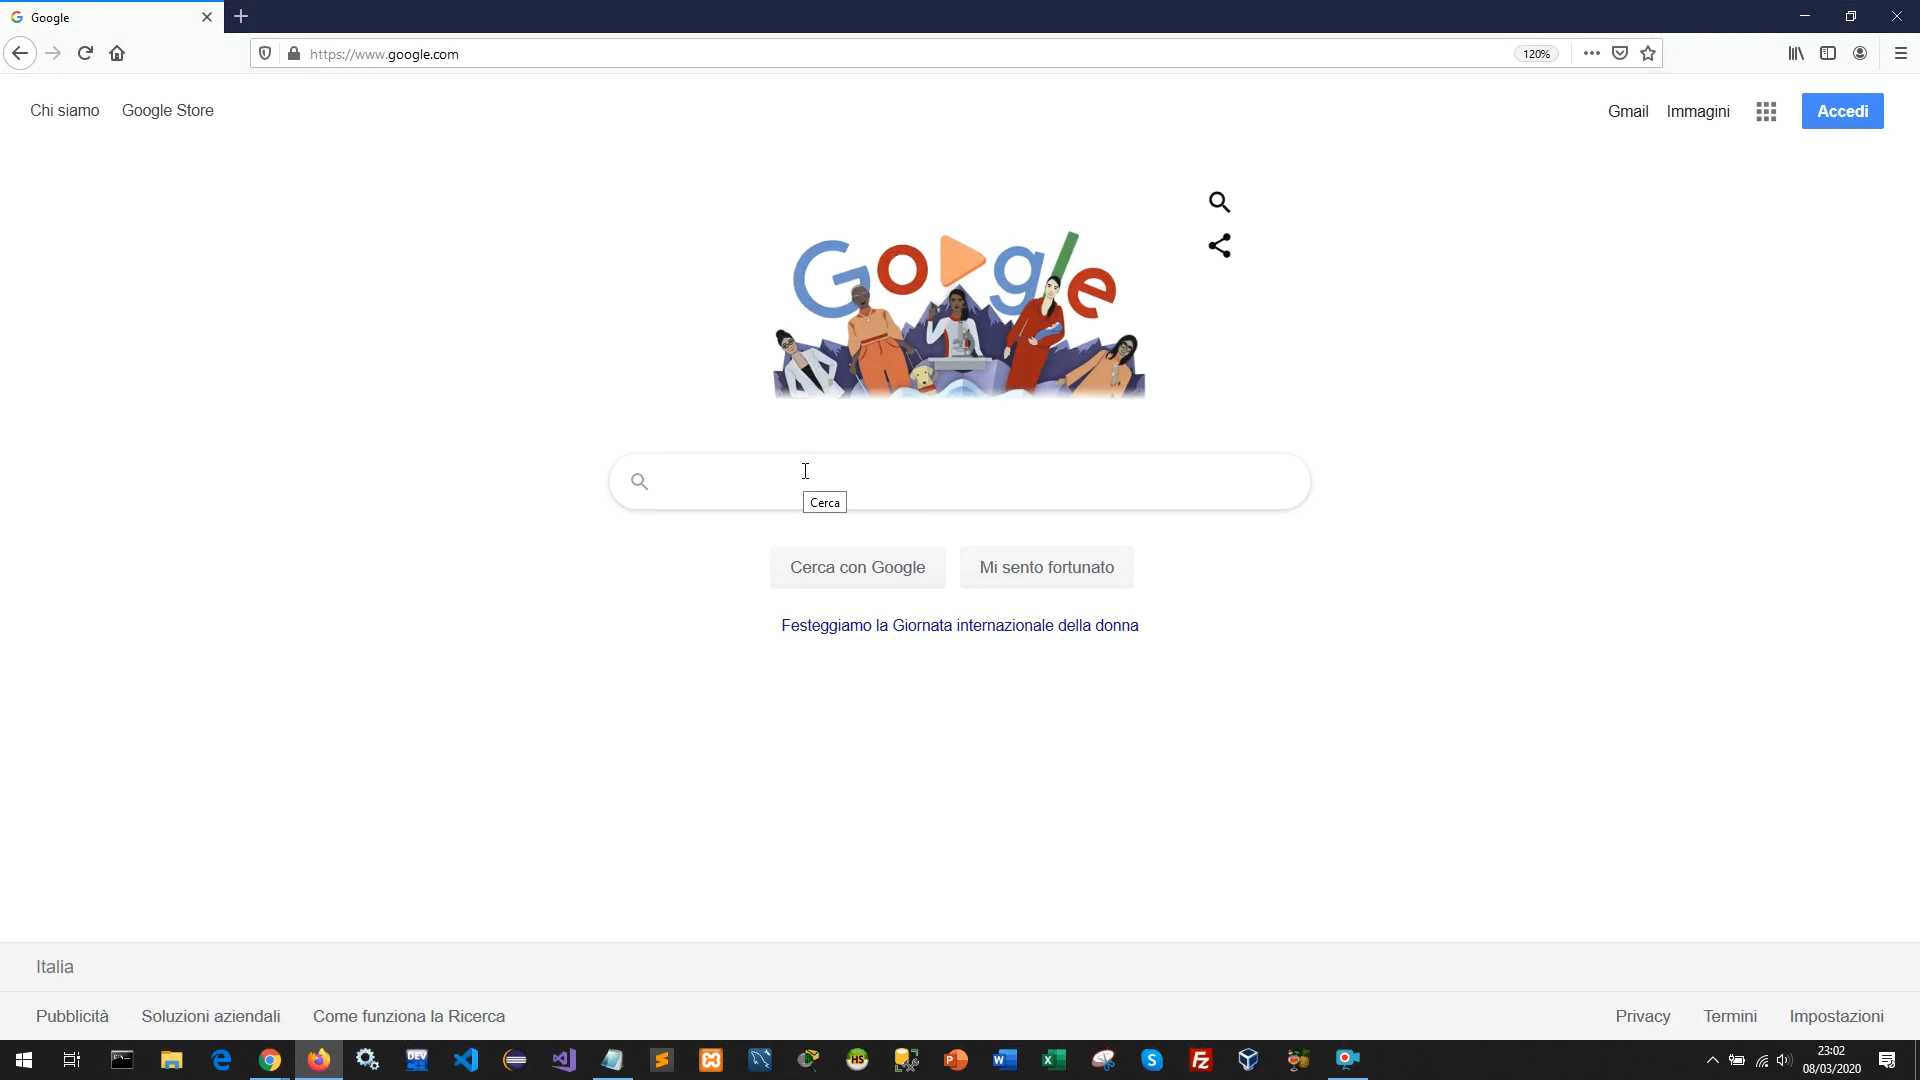 Google
https://www.google.com
120%
Chi siamo
Google Store
Gmail
Immagini
Accedi
Google
Cerca
Cerca con Google
Mi sento fortunato
Festeggiamo la Giornata internazionale della donna
Italia
Pubblicità
Soluzioni aziendali
Come funziona la Ricerca
Privacy
Termini
Impostazioni
DEV
HS
23:02
08/03/2020